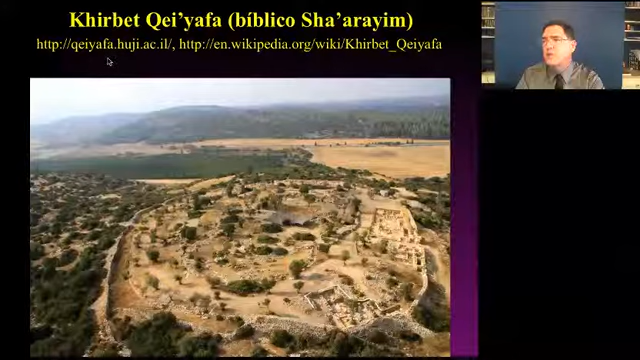 Khirbet Qei’yafa (bíblico Sha’arayim)
http://qeiyafa.huji.ac.il/, http://en.wikipedia.org/wiki/Khirbet_Qeiyafa